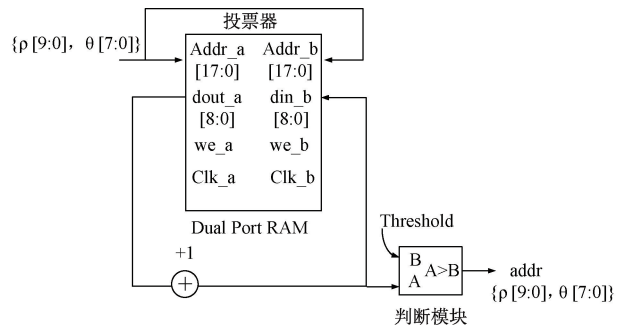 投票器
{ρ [9:0], θ [7:0]}
Addr_a Addr_b
[17:0] [17:0]
dout_a din_b
[8:0] [8:0]
we_a we_b
Clk_a Clk_b
Dual Port RAM
Threshold
+1
+
B
A A>B
addr
{ρ [9:0], θ [7:0]}
判断模块